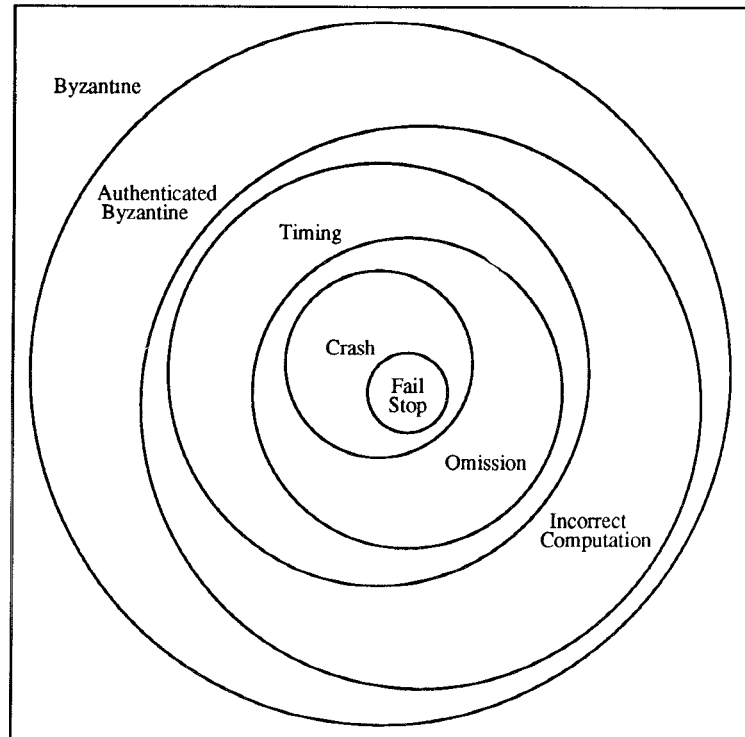 Byzantine
Authenticated
Byzantine
Timing
Crash
Fail
Stop
Omission
Incorrect
Computation